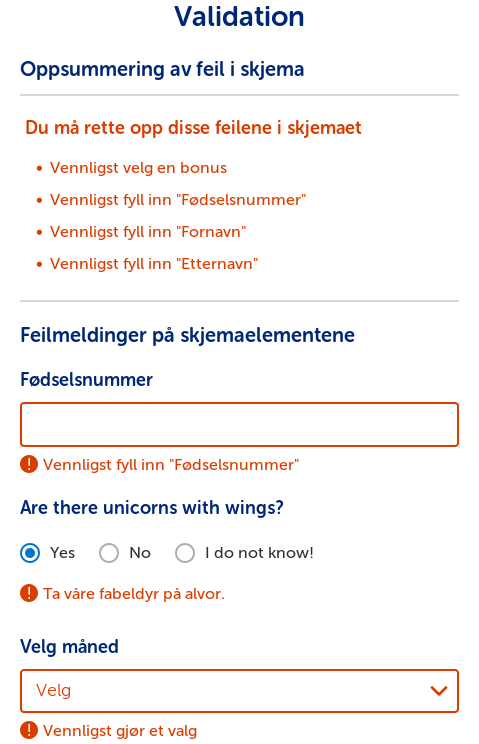 Validation
Oppsummering av feil i skjema
Du må rette opp disse feilene i skjemaet
• Vennligst velg en bonus
• Vennligst fyll inn "Fødselsnummer"
• Vennligst fyll inn "Fornavn"
• Vennligst fyll inn "Etternavn"
Feilmeldinger på skjemaelementene
Fødselsnummer
Vennligst fyll inn "Fødselsnummer"
Are there unicorns with wings?
Yes No I do not know!
Ta våre fabeldyr på alvor.
Velg måned
Velg
Vennligst gjør et valg